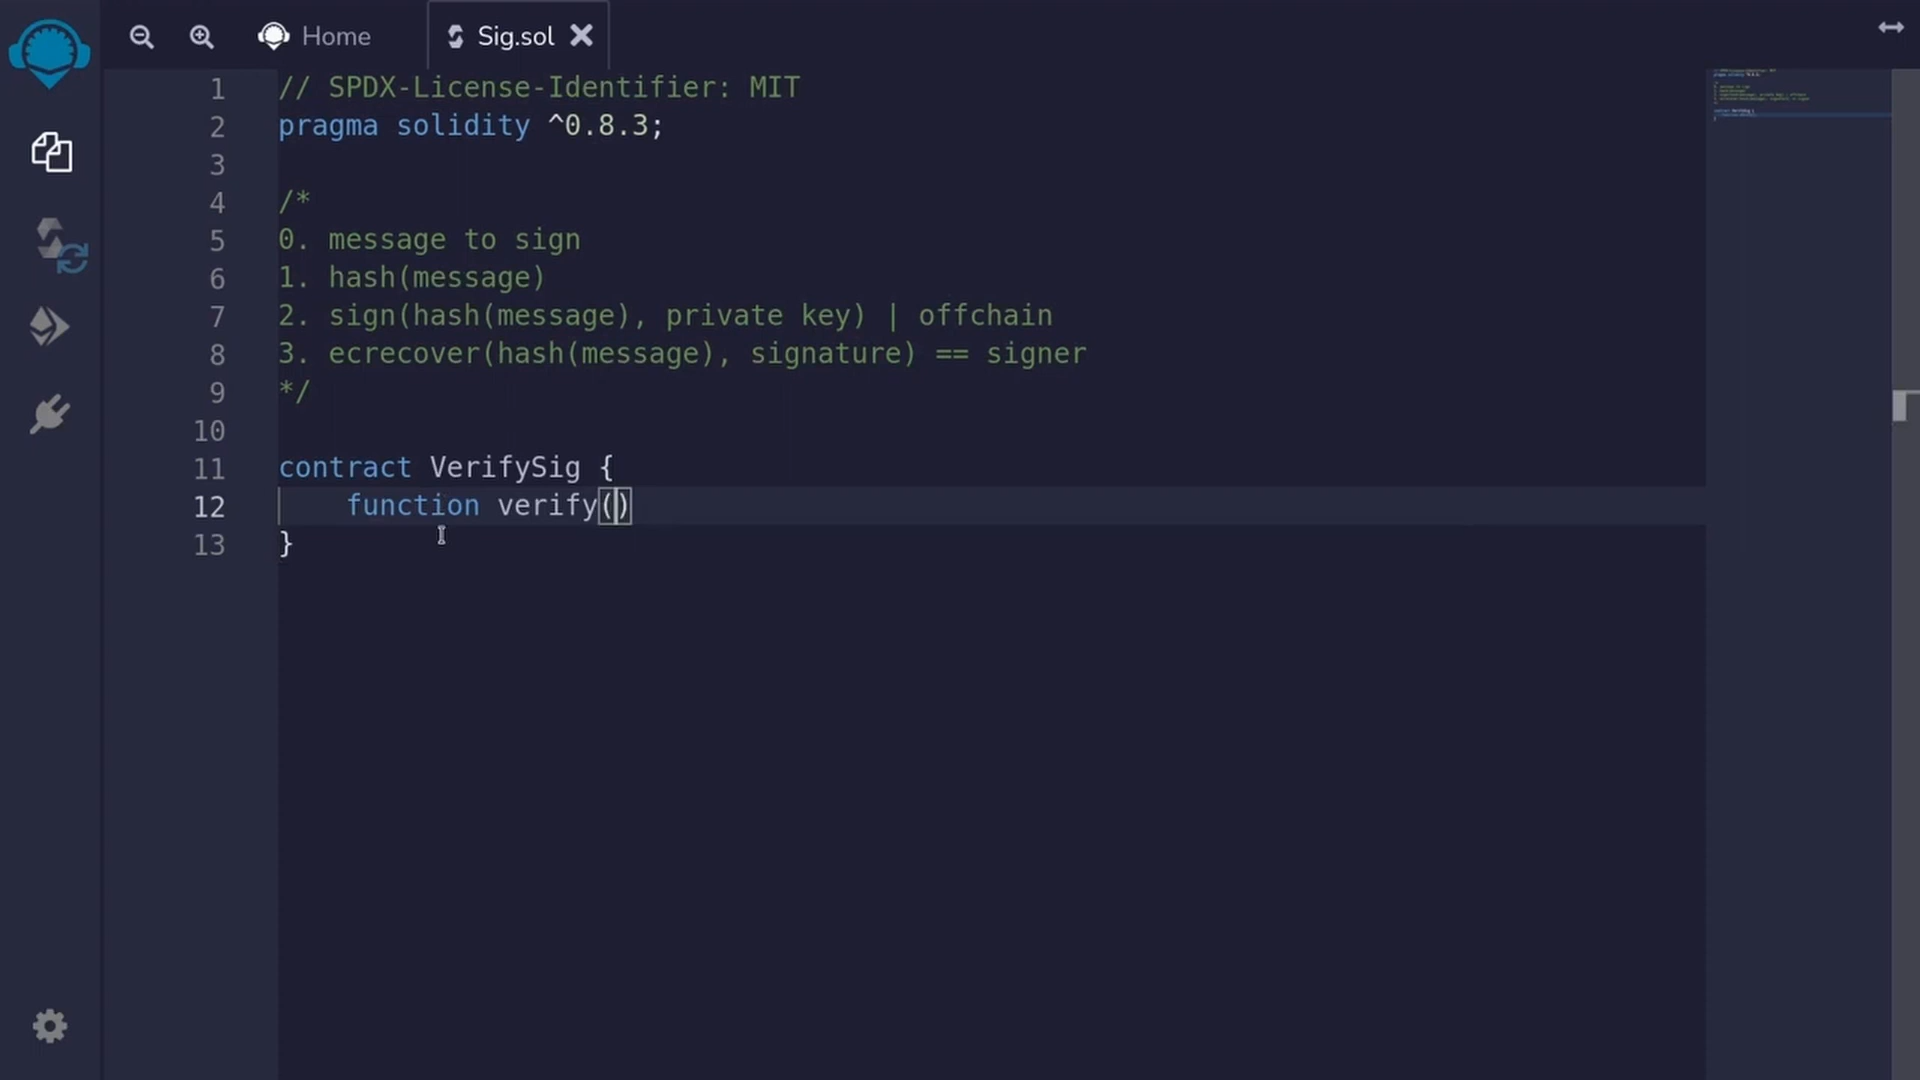 Home
Sig.sol
1 // SPDX-License-Identifier: MIT
2 pragma solidity ^0.8.3;
3
4 /*
5 0. message to sign
6 1. hash(message)
7 2. sign(hash(message), private key) | offchain
8 3. ecrecover(hash(message), signature) == signer
9 */
10
11 contract VerifySig {
12     function verify()
13 }